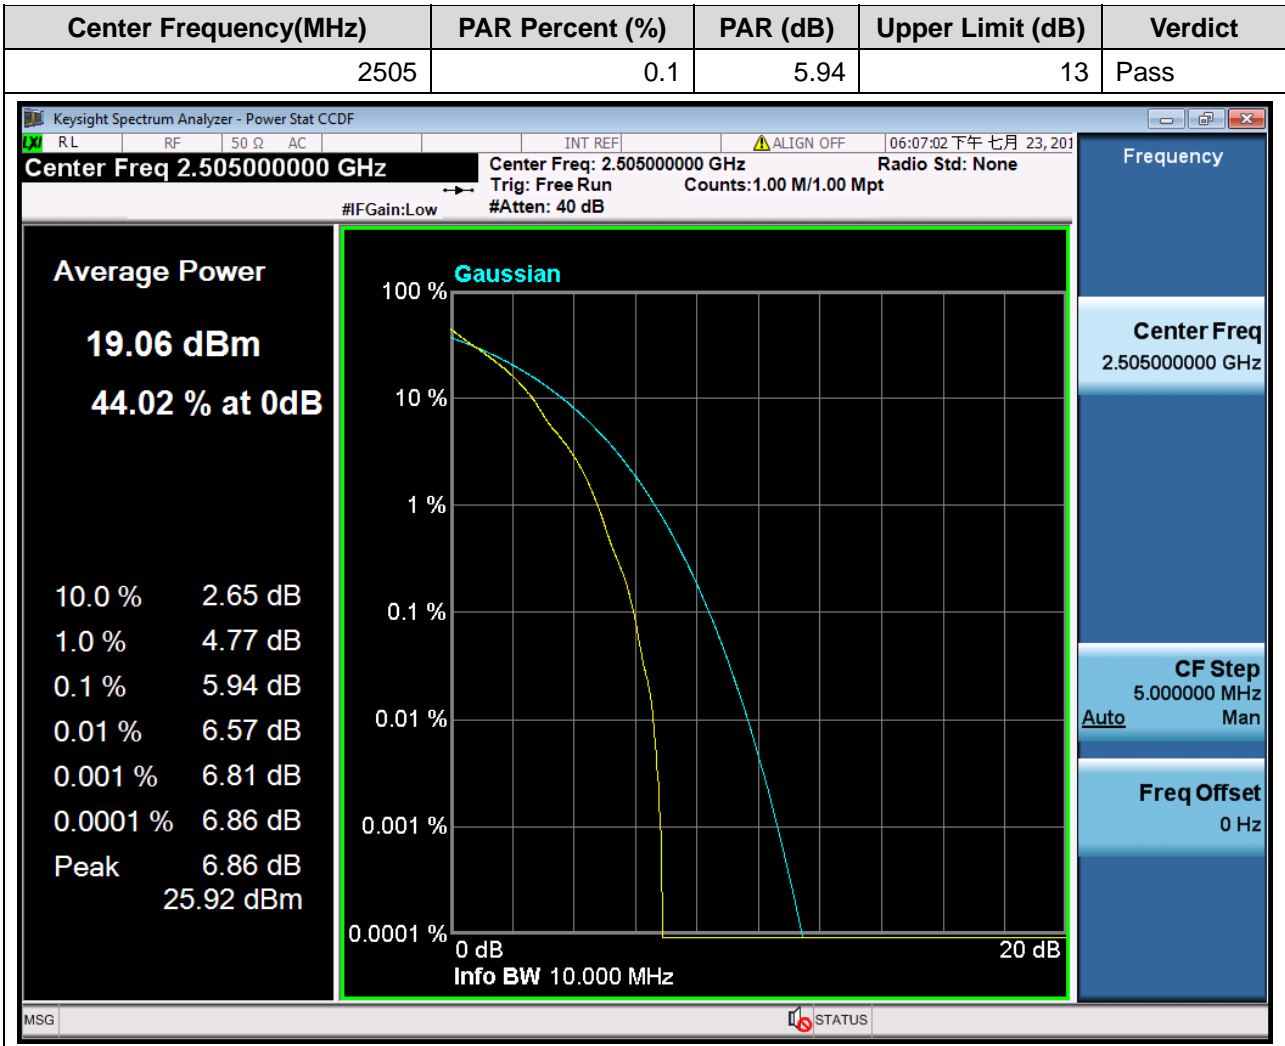 Center Frequency(MHz) PAR Percent (%) PAR (dB) Upper Limit (dB) Verdict
2505 0.1 5.94 13 Pass
Keysight Spectrum Analyzer - Power Stat CCDF
LXI RL RF 50 Ω AC INT REF ALIGN OFF 06:07:02 下午 七月 23, 201
Center Freq 2.505000000 GHz
#IFGain:Low
Center Freq: 2.505000000 GHz Radio Std: None
Trig: Free Run Counts:1.00 M/1.00 Mpt
#Atten: 40 dB
Average Power
19.06 dBm
44.02 % at 0dB
10.0 % 2.65 dB
1.0 % 4.77 dB
0.1 % 5.94 dB
0.01 % 6.57 dB
0.001 % 6.81 dB
0.0001 % 6.86 dB
Peak 6.86 dB
25.92 dBm
Gaussian
100 %
10 %
1 %
0.1 %
0.01 %
0.001 %
0.0001 %
0 dB 20 dB
Info BW 10.000 MHz
Frequency
Center Freq
2.505000000 GHz
CF Step
5.000000 MHz
Auto Man
Freq Offset
0 Hz
MSG STATUS